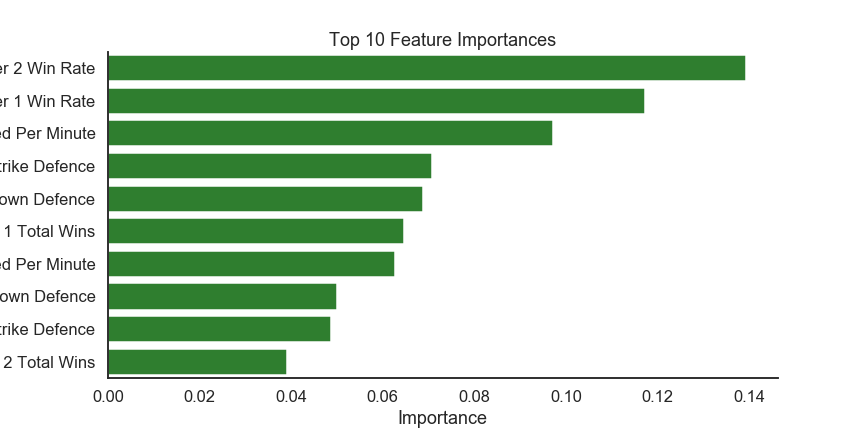 Top 10 Feature Importances
er 2 Win Rate
er 1 Win Rate
ed Per Minute
trike Defence
own Defence
1 Total Wins
ed Per Minute
own Defence
trike Defence
2 Total Wins
0.00 0.02 0.04 0.06 0.08 0.10 0.12 0.14
Importance